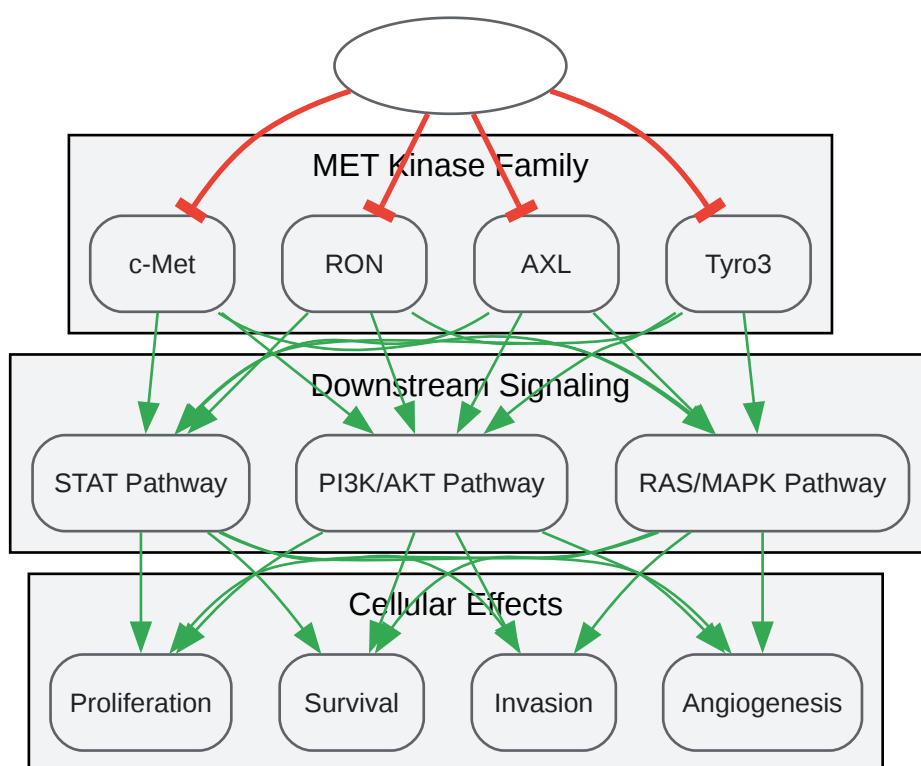 MET Kinase Family
c-Met
RON
AXL
Tyro3
Downstream Signaling
STAT Pathway
PI3K/AKT Pathway
RAS/MAPK Pathway
Cellular Effects
Proliferation
Survival
Invasion
Angiogenesis